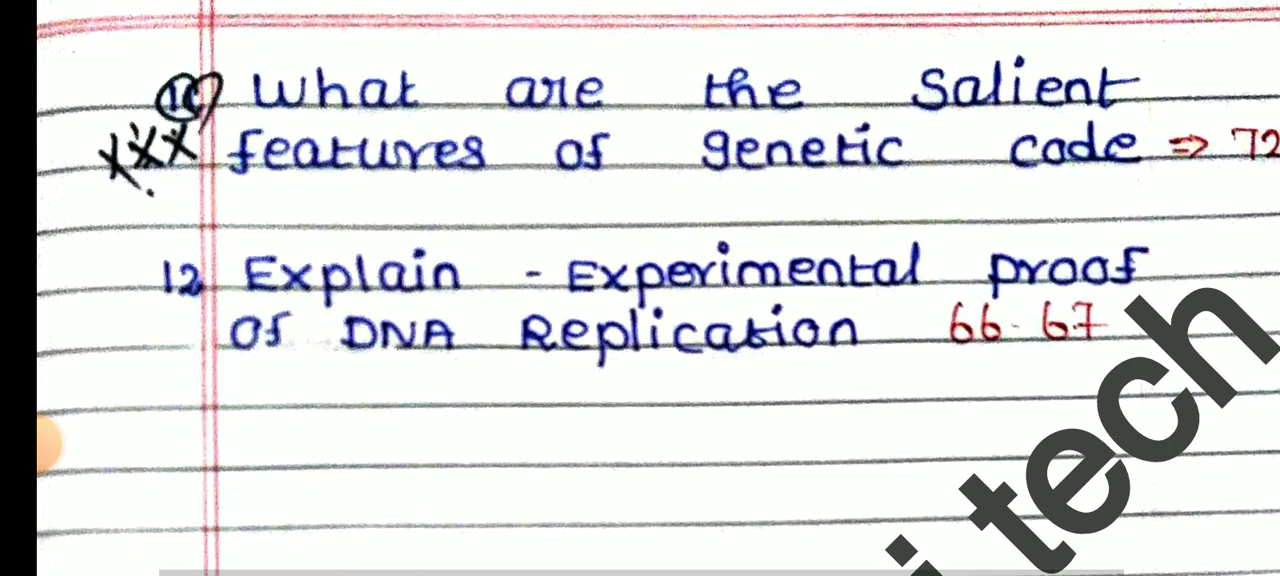 What are the Salient
features of genetic code => 72
12 Explain - Experimental proof
Of DNA Replication 66-67
tech